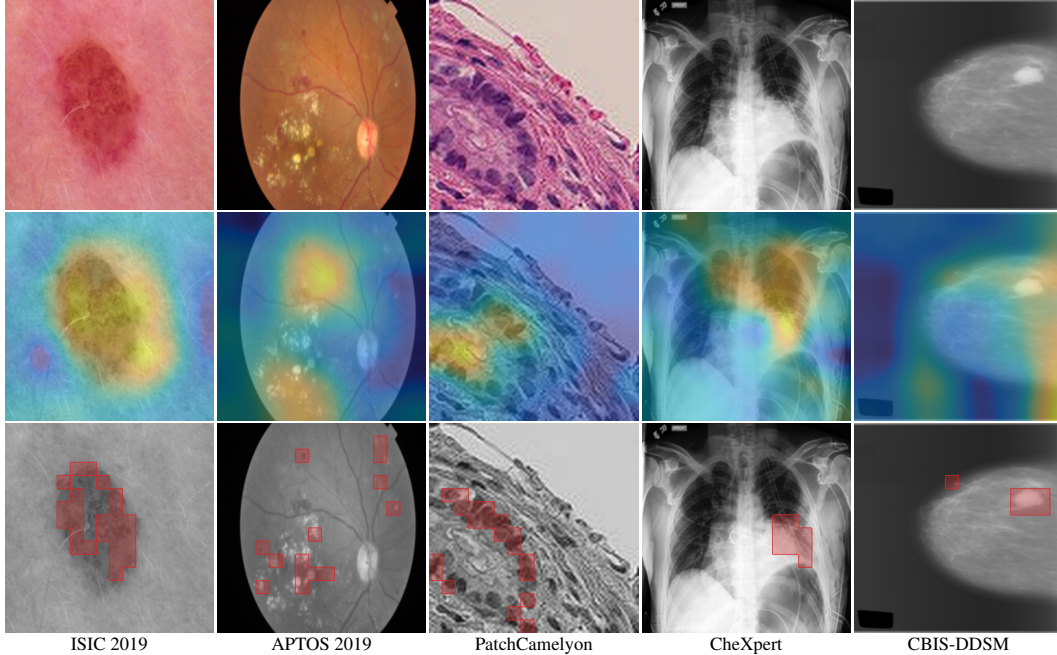 ISIC 2019
APTOS 2019
PatchCamelyon
CheXpert
CBIS-DDSM